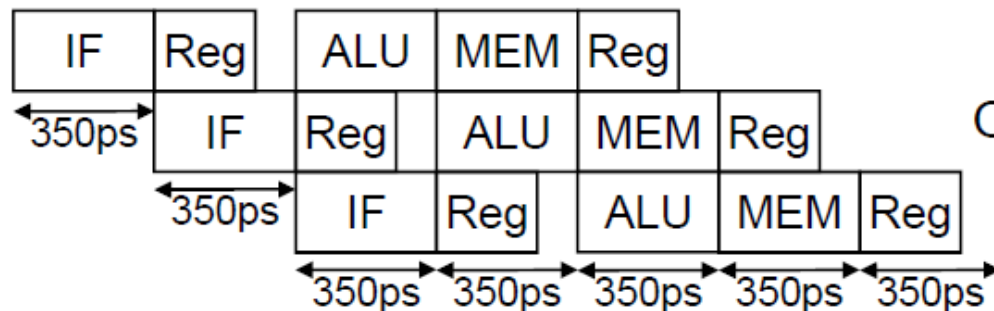 IF Reg ALU MEM Reg
350ps IF Reg ALU MEM Reg
350ps IF Reg ALU MEM Reg
350ps 350ps 350ps 350ps 350ps